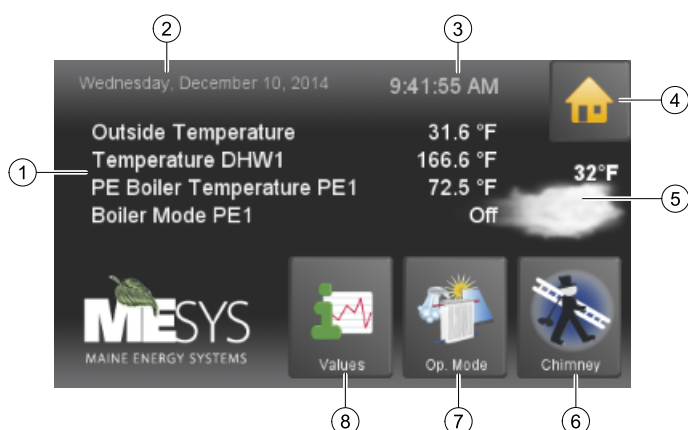 2
3
Wednesday, December 10, 2014 9:41:55 AM
4
Outside Temperature 31.6 °F
Temperature DHW1 166.6 °F
32°F
1
PE Boiler Temperature PE1 72.5 °F
5
Boiler Mode PE1 Off
MESYS
MAINE ENERGY SYSTEMS
Values
Op. Mode
Chimney
8
7
6